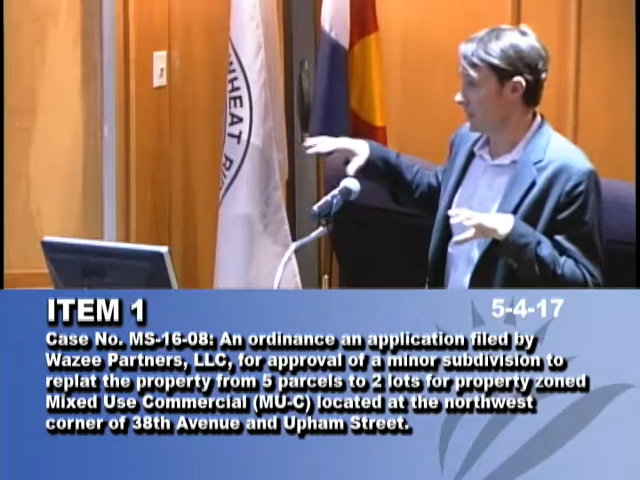 WHEAT RI
ITEM 1
5-4-17
Case No. MS-16-08: An ordinance an application filed by
Wazee Partners, LLC, for approval of a minor subdivision to
replat the property from 5 parcels to 2 lots for property zoned
Mixed Use Commercial (MU-C) located at the northwest
corner of 38th Avenue and Upham Street.